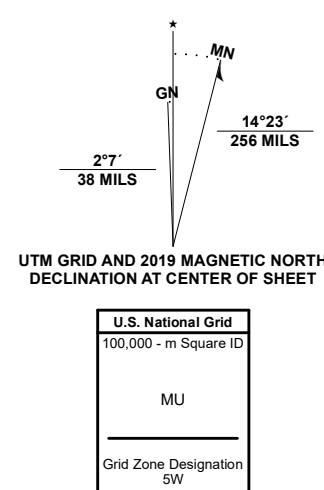 ★
MN
GN
14°23´
256 MILS
2°7´
38 MILS
UTM GRID AND 2019 MAGNETIC NORTH
DECLINATION AT CENTER OF SHEET
U.S. National Grid
100,000 - m Square ID
MU
Grid Zone Designation
5W